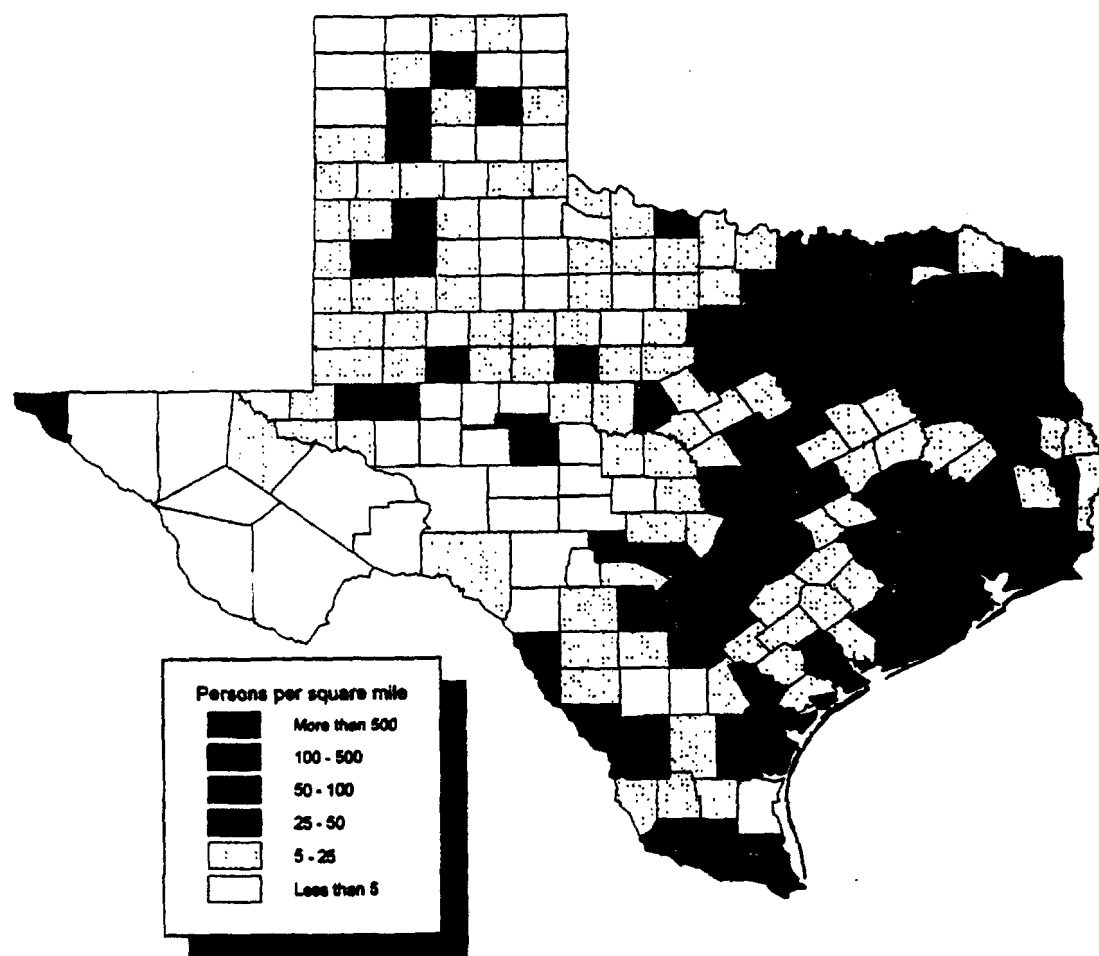 Persons per square mile
More than 500
100 - 500
50 - 100
25 - 50
5 - 25
Less than 5